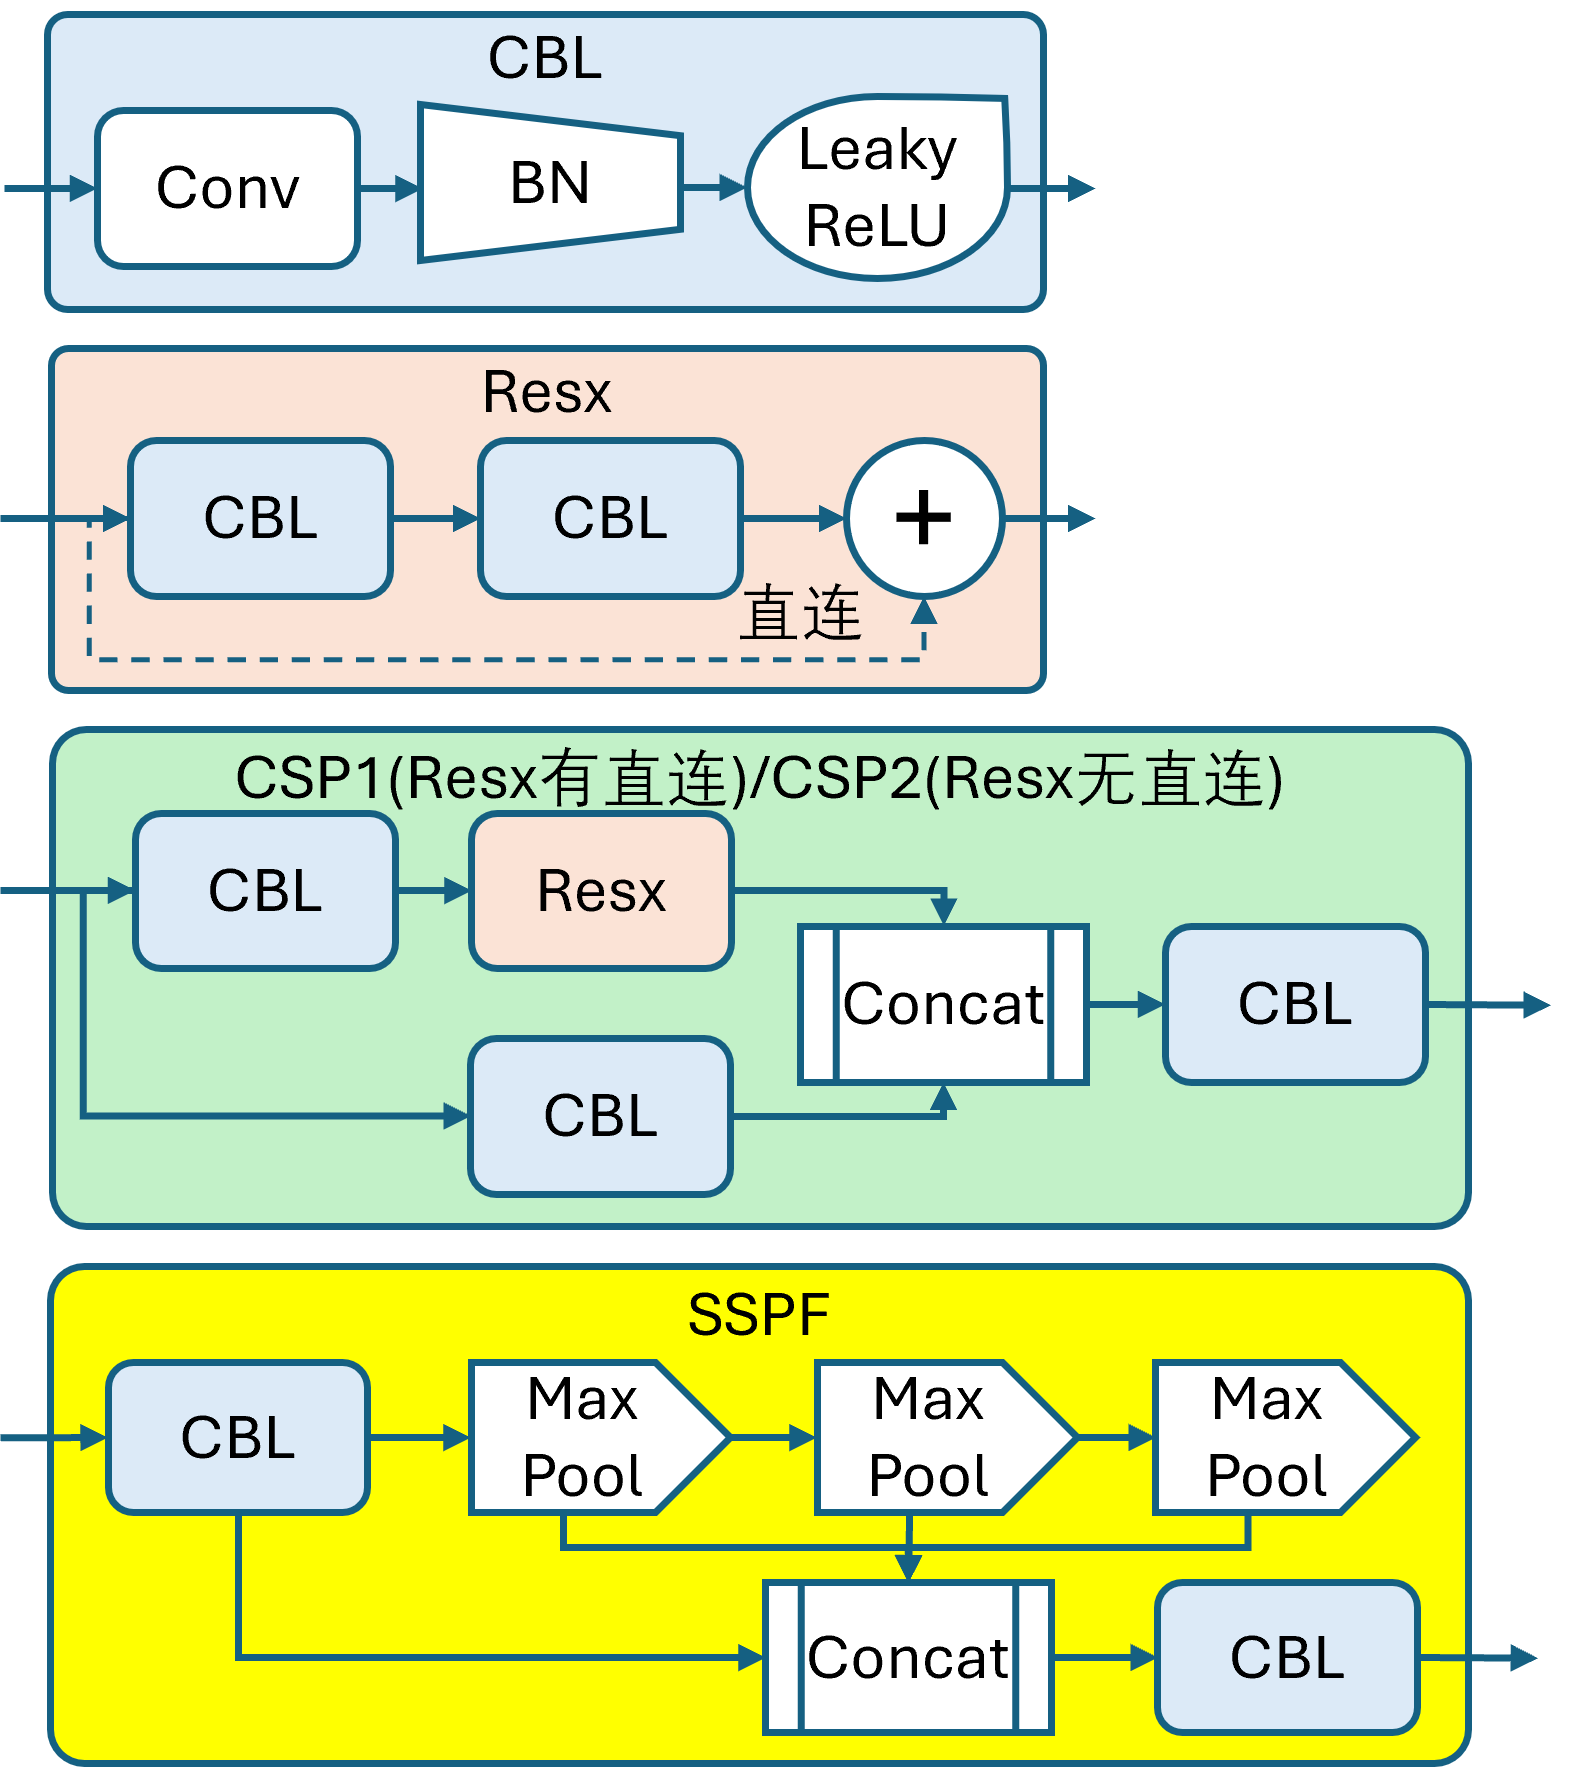 CBL
Conv
BN
Leaky
ReLU
Resx
CBL
CBL
+
直连
CSP1(Resx有直连)/CSP2(Resx无直连)
CBL
Resx
Concat
CBL
CBL
SSPF
CBL
Max
Pool
Max
Pool
Max
Pool
Concat
CBL